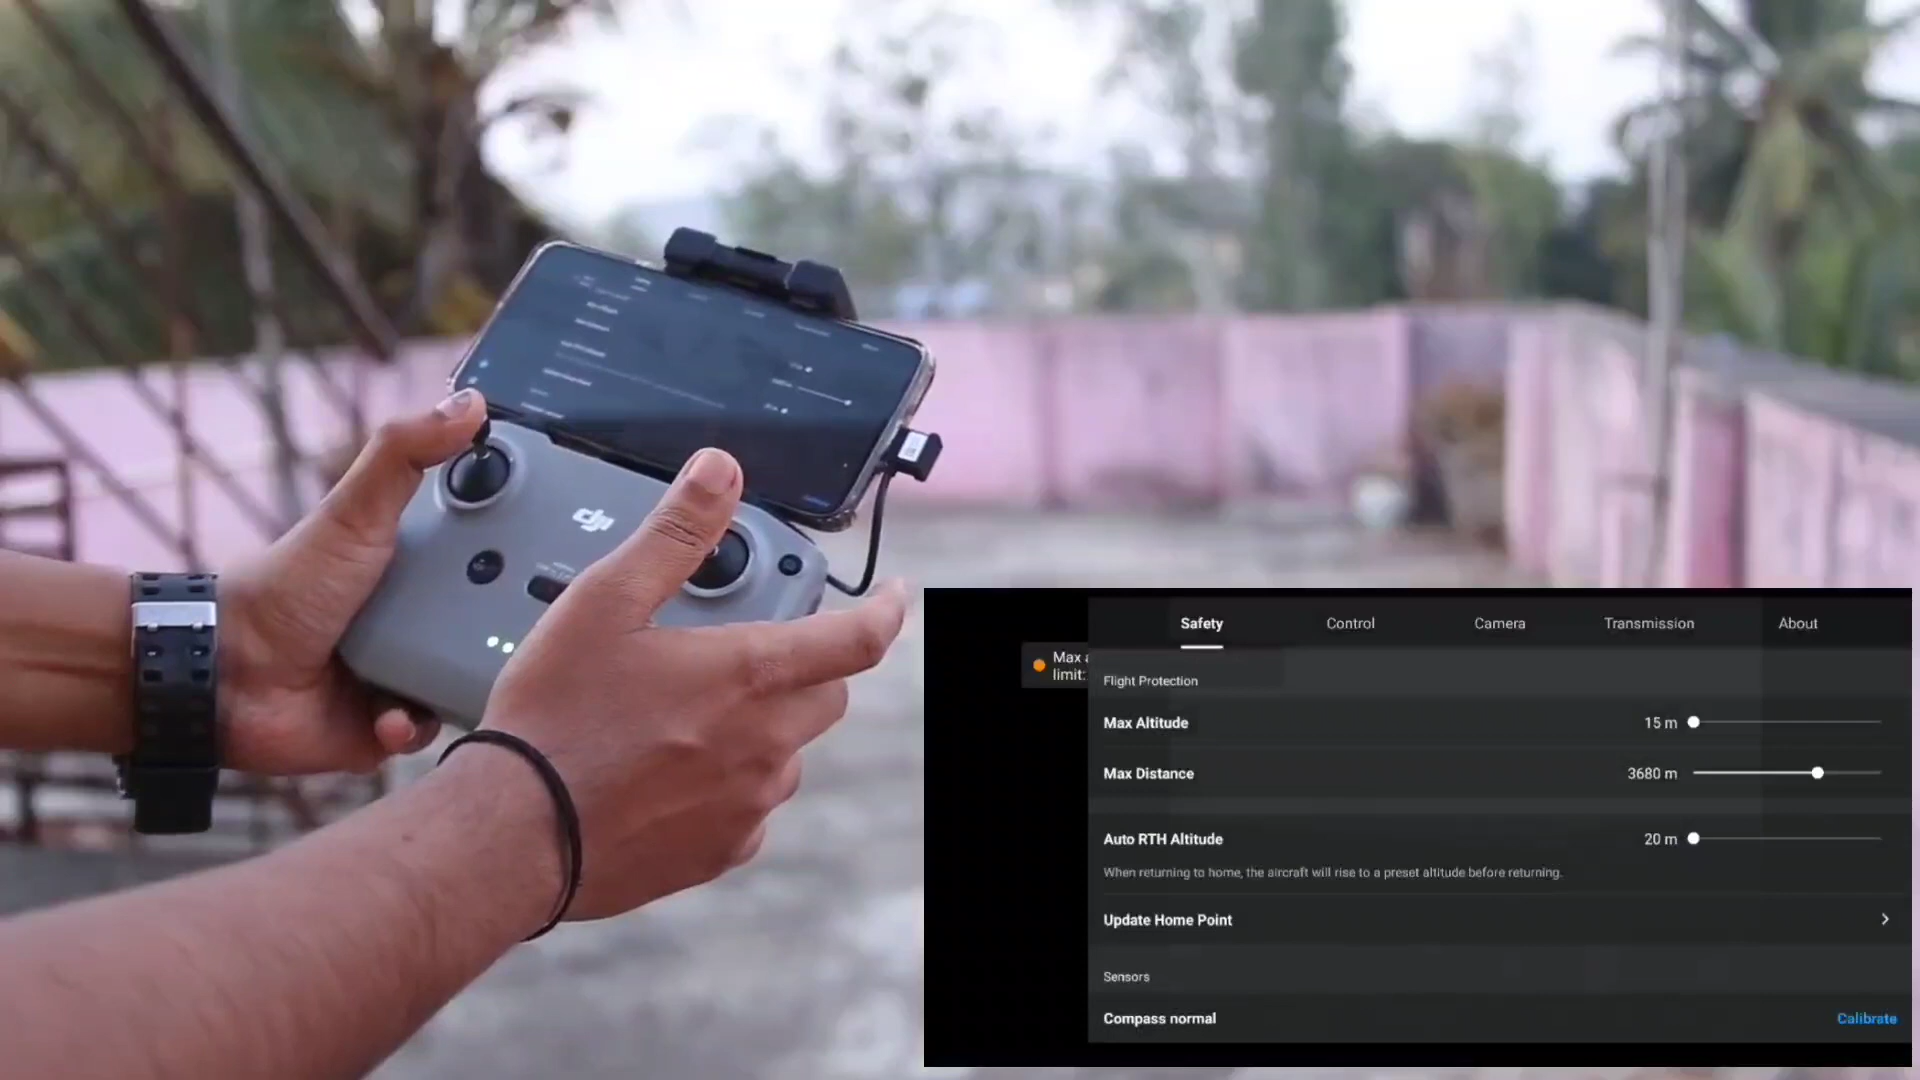 dji
Safety
Control
Camera
Transmission
About
Max a
limit:
Flight Protection
Max Altitude
15 m
Max Distance
3680 m
Auto RTH Altitude
20 m
When returning to home, the aircraft will rise to a preset altitude before returning.
Update Home Point
Sensors
Compass normal
Calibrate